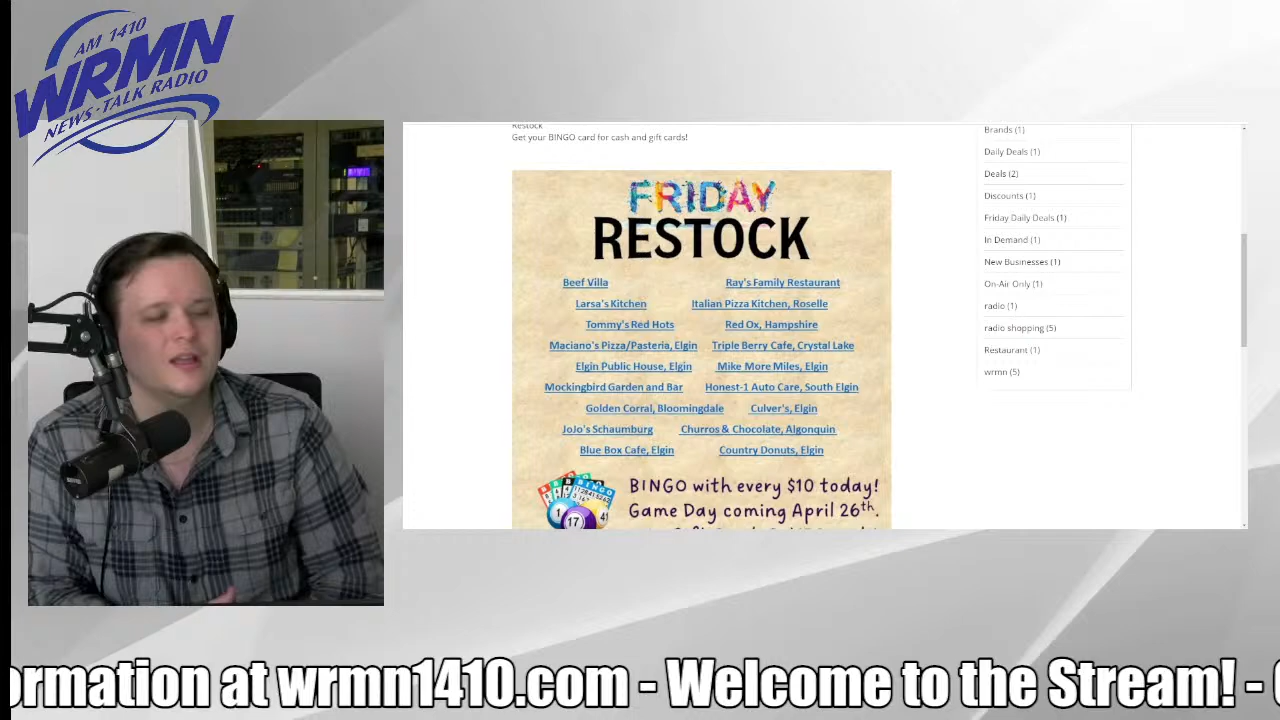 AM 1410
WRMN
NEWS•TALK RADIO
Restock
Get your BINGO card for cash and gift cards!
FRIDAY
RESTOCK
Beef Villa Ray's Family Restaurant
Larsa's Kitchen Italian Pizza Kitchen, Roselle
Tommy's Red Hots Red Ox, Hampshire
Maciano's Pizza/Pasteria, Elgin Triple Berry Cafe, Crystal Lake
Elgin Public House, Elgin Mike More Miles, Elgin
Mockingbird Garden and Bar Honest-1 Auto Care, South Elgin
Golden Corral, Bloomingdale Culver's, Elgin
JoJo's Schaumburg Churros & Chocolate, Algonquin
Blue Box Cafe, Elgin Country Donuts, Elgin
BINGO with every $10 today!
Game Day coming April 26th.
Brands (1)
Daily Deals (1)
Deals (2)
Discounts (1)
Friday Daily Deals (1)
In Demand (1)
New Businesses (1)
On-Air Only (1)
radio (1)
radio shopping (5)
Restaurant (1)
wrmn (5)
ormation at wrmn1410.com - Welcome to the Stream! -